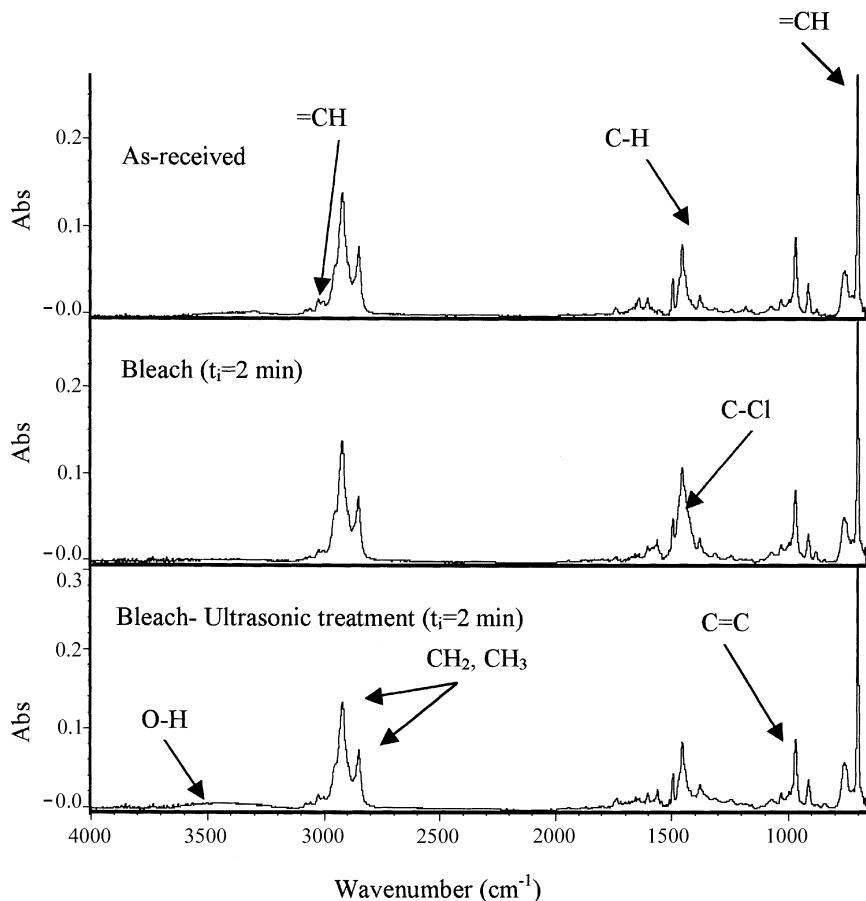 =CH
=CH
C-H
As-received
Abs
0.2
0.1
−0.0
Bleach (tᵢ=2 min)
C-Cl
Abs
0.2
0.1
−0.0
0.3
Bleach- Ultrasonic treatment (tᵢ=2 min)
C=C
CH₂, CH₃
O-H
Abs
0.2
0.1
−0.0
4000 3000 2000 1000
3500 2500 1500
Wavenumber (cm⁻¹)